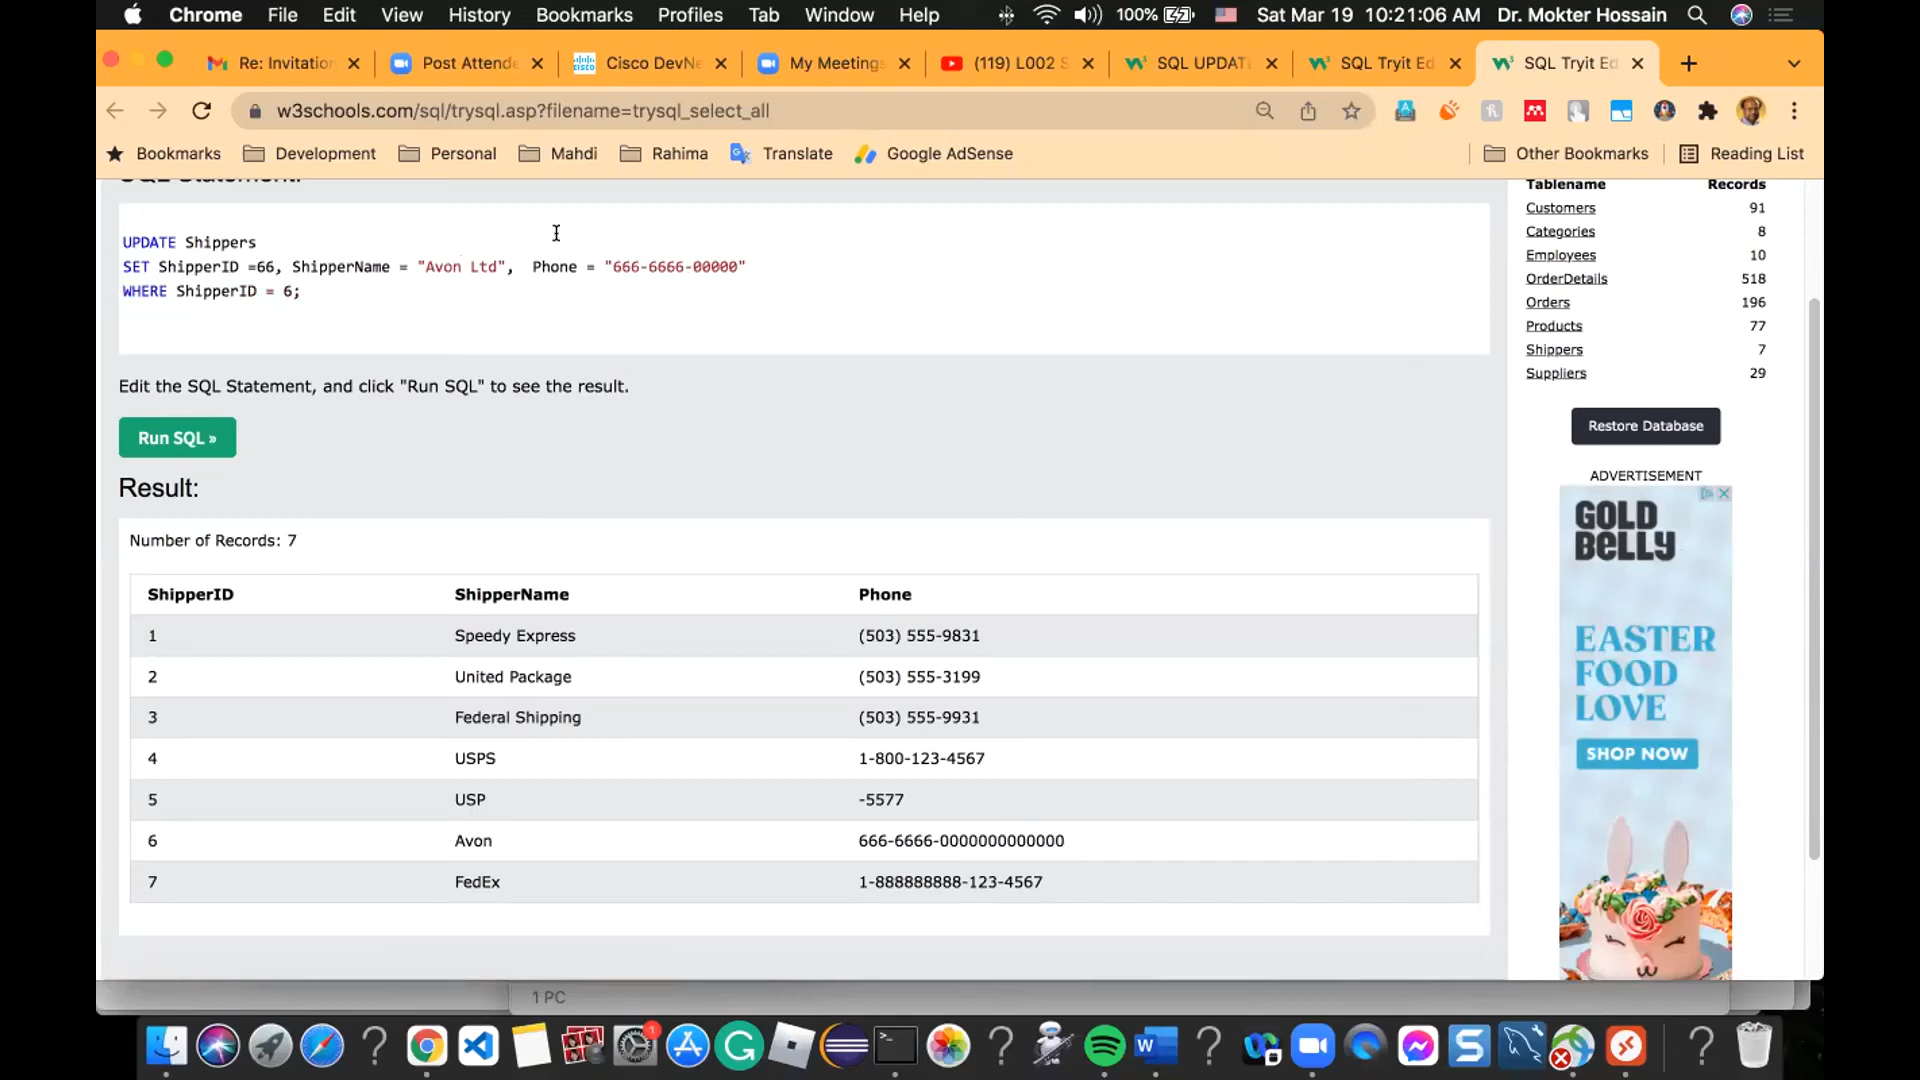 Chrome File Edit View History Bookmarks Profiles Tab Window Help 100% Sat Mar 19 10:21:06 AM Dr. Mokter Hossain
Re: Invitation Post Attende Cisco DevNe My Meetings (119) L002 S SQL UPDAT SQL Tryit Ed SQL Tryit Ed
w3schools.com/sql/trysql.asp?filename=trysql_select_all
Bookmarks Development Personal Mahdi Rahima Translate Google AdSense Other Bookmarks Reading List
SQL Statement:
UPDATE Shippers
SET ShipperID =66, ShipperName = "Avon Ltd", Phone = "666-6666-00000"
WHERE ShipperID = 6;
Edit the SQL Statement, and click "Run SQL" to see the result.
Run SQL »
Result:
Number of Records: 7
ShipperID ShipperName Phone
1 Speedy Express (503) 555-9831
2 United Package (503) 555-3199
3 Federal Shipping (503) 555-9931
4 USPS 1-800-123-4567
5 USP -5577
6 Avon 666-6666-0000000000000
7 FedEx 1-888888888-123-4567
Tablename Records
Customers 91
Categories 8
Employees 10
OrderDetails 518
Orders 196
Products 77
Shippers 7
Suppliers 29
Restore Database
ADVERTISEMENT
GOLD
BELLY
EASTER
FOOD
LOVE
SHOP NOW
1 PC